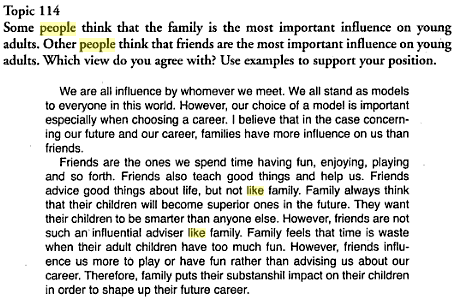 Topic 114
Some people think that the family is the most important influence on young
adults. Other people think that friends are the most important influence on young
adults. Which view do you agree with? Use examples to support your position.
We are all influence by whomever we meet. We all stand as models
to everyone in this world. However, our choice of a model is important
especially when choosing a career. I believe that in the case concern-
ing our future and our career, families have more influence on us than
friends.
Friends are the ones we spend time having fun, enjoying, playing
and so forth. Friends also teach good things and help us. Friends
advice good things about life, but not like family. Family always think
that their children will become superior ones in the future. They want
their children to be smarter than anyone else. However, friends are not
such an influential adviser like family. Family feels that time is waste
when their adult children have too much fun. However, friends influ-
ence us more to play or have fun rather than advising us about our
career. Therefore, family puts their substanshil impact on their children
in order to shape up their future career.